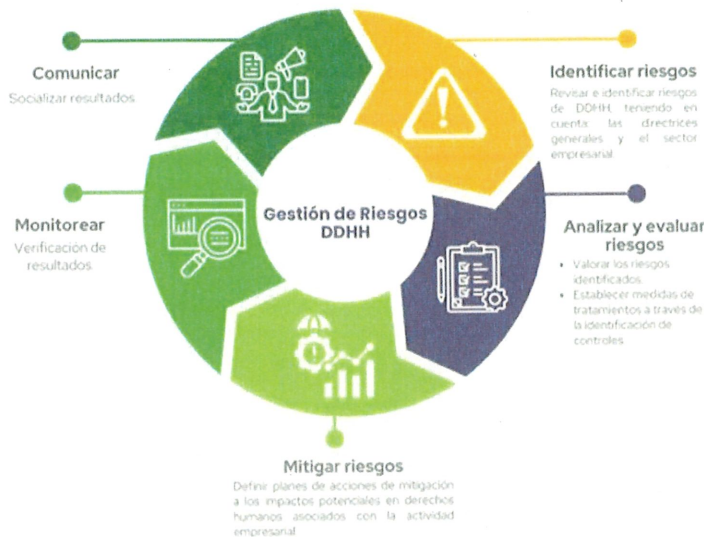 Comunicar
Socializar resultados
Identificar riesgos
Revisar e identificar riesgos
de DDHH, teniendo en
cuenta las directrices
generales y el sector
empresarial
Gestión de Riesgos
DDHH
Monitorear
Verificación de
resultados
Analizar y evaluar
riesgos
• Valorar los riesgos
identificados
• Establecer medidas de
tratamientos a través de
la identificación de
controles
Mitigar riesgos
Definir planes de acciones de mitigación
a los impactos potenciales en derechos
humanos asociados con la actividad
empresarial